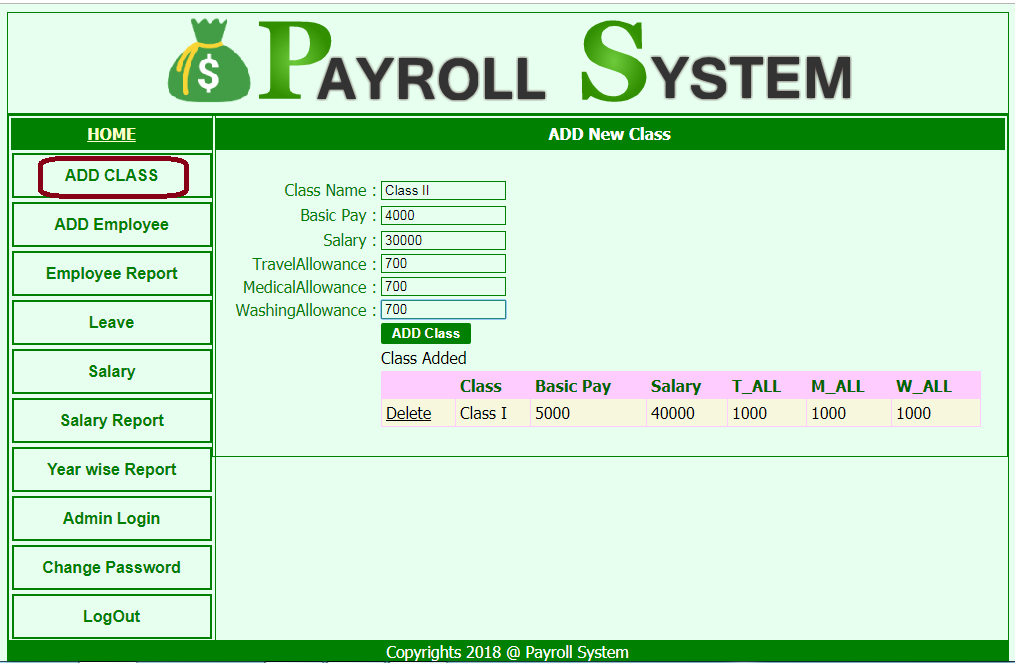 $ PAYROLL SYSTEM
HOME
ADD New Class
ADD CLASS
ADD Employee
Employee Report
Leave
Salary
Salary Report
Year wise Report
Admin Login
Change Password
LogOut
Class Name : Class II
Basic Pay : 4000
Salary : 30000
TravelAllowance : 700
MedicalAllowance : 700
WashingAllowance : 700
ADD Class
Class Added
Class Basic Pay Salary T_ALL M_ALL W_ALL
Delete Class I 5000 40000 1000 1000 1000
Copyrights 2018 @ Payroll System